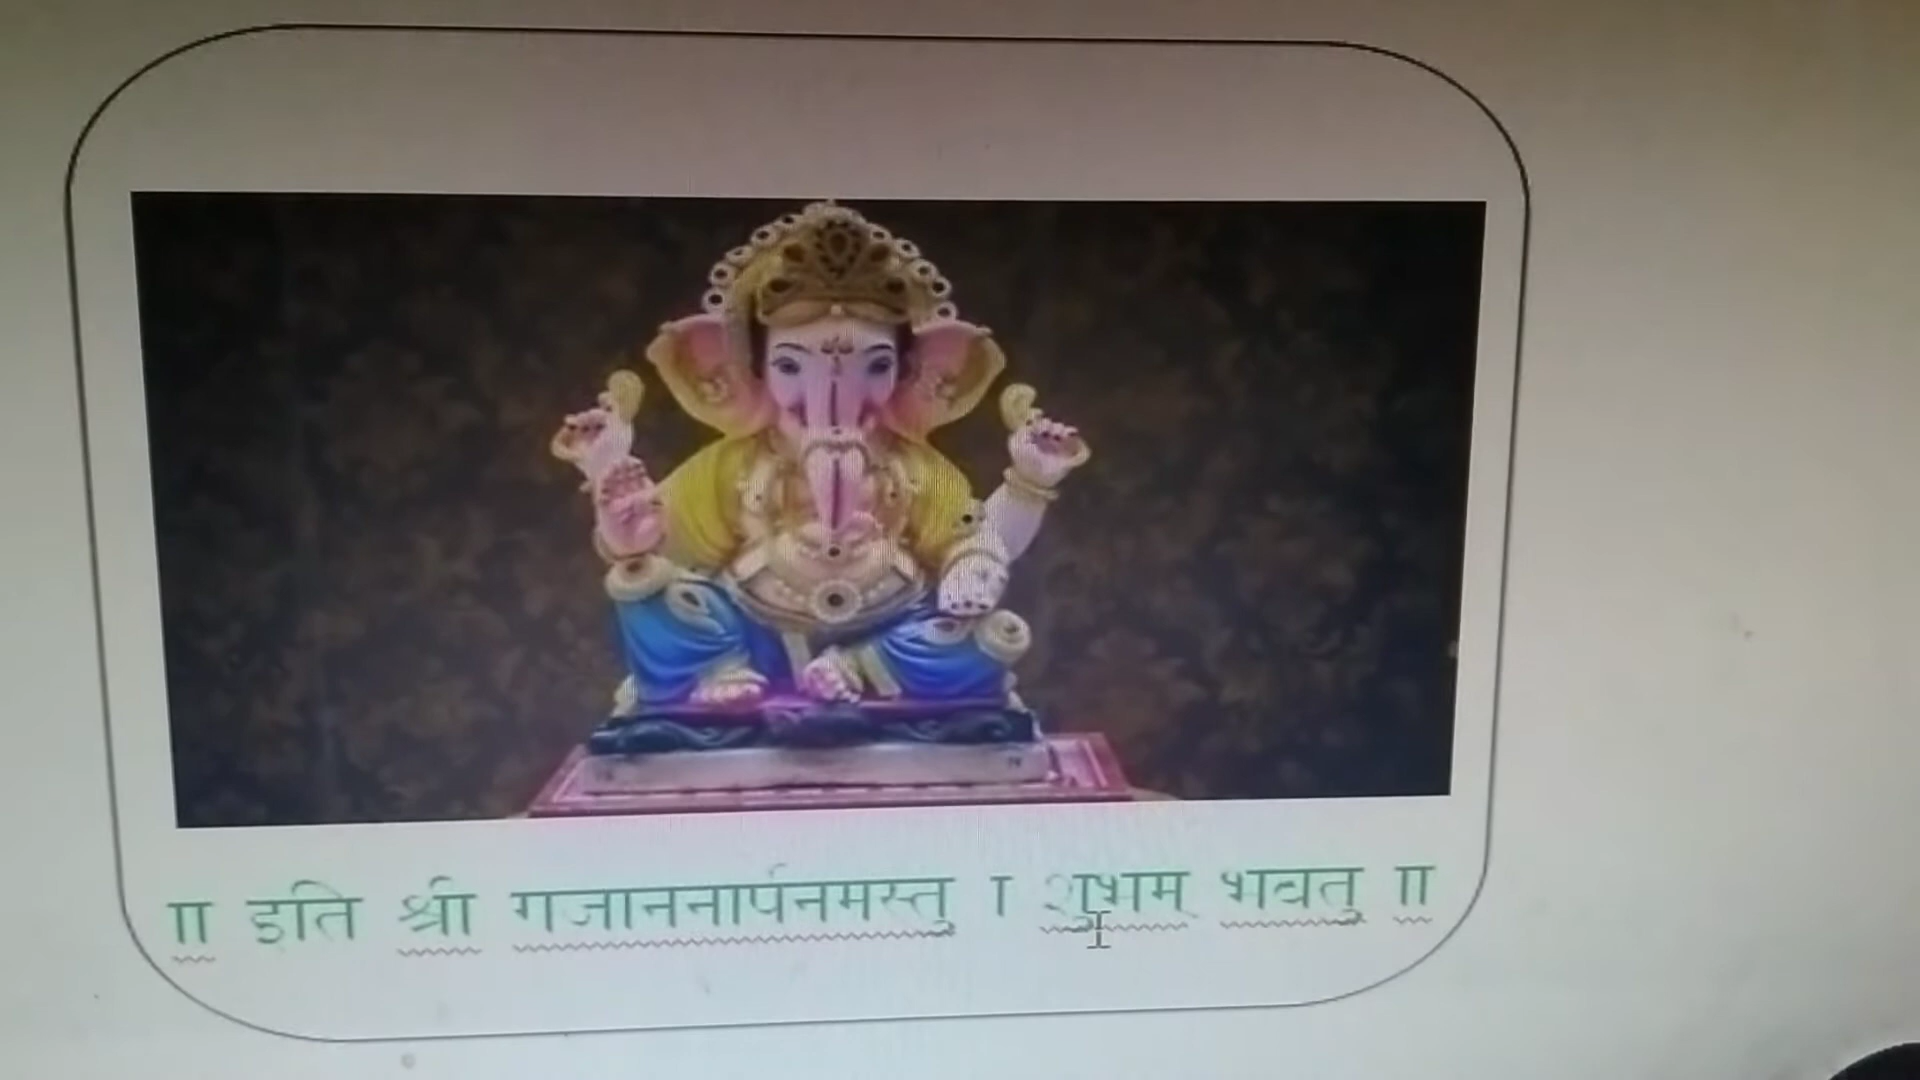 ॥ इति श्री गजाननार्पनमस्तु । शुभम् भवतु ॥